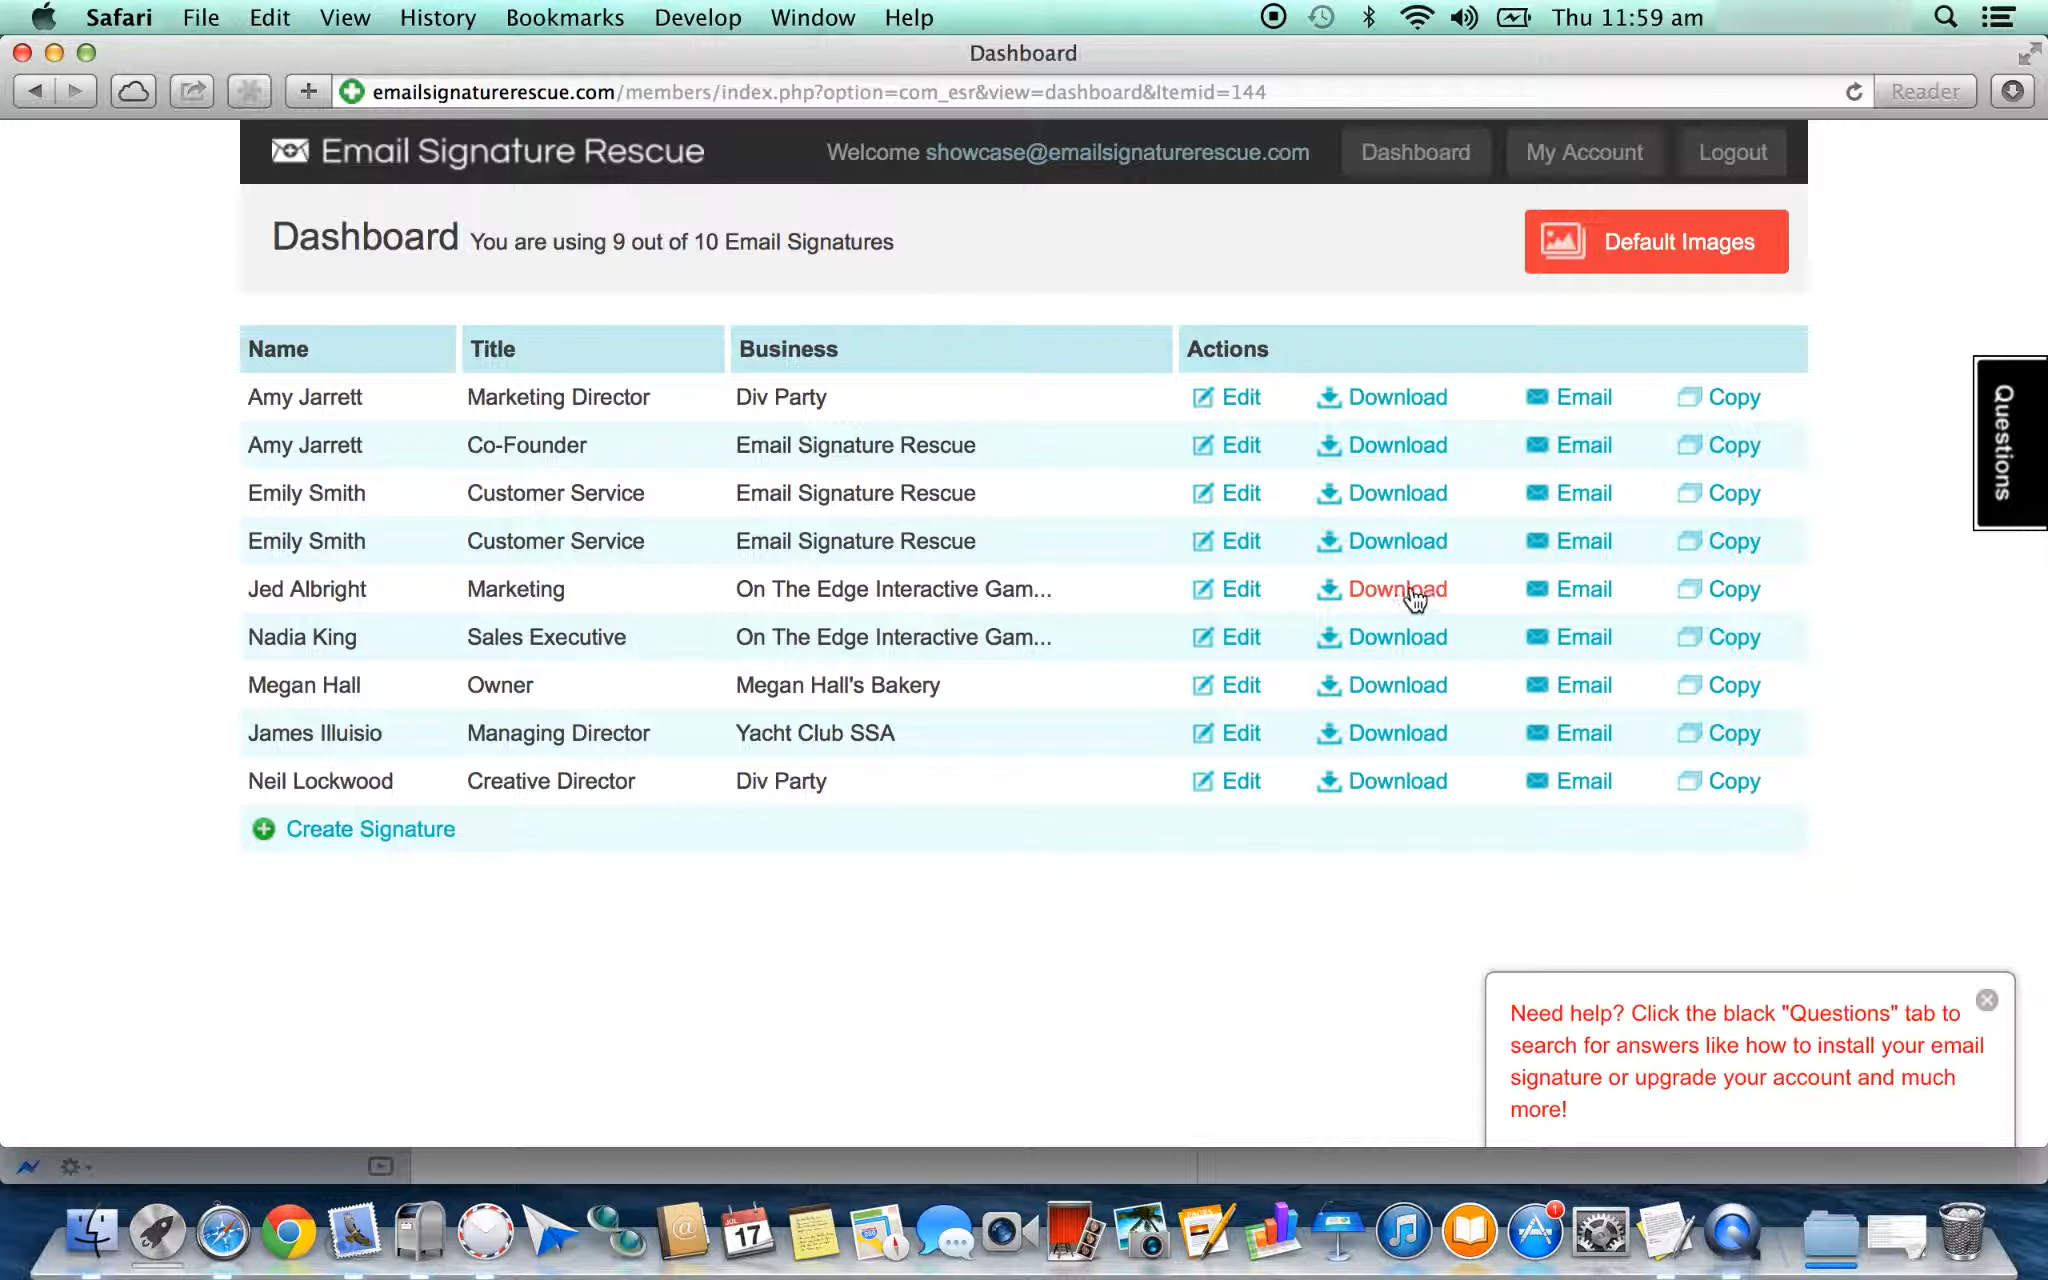 Safari File Edit View History Bookmarks Develop Window Help Thu 11:59 am
Dashboard
emailsignaturerescue.com/members/index.php?option=com_esr&view=dashboard&Itemid=144 Reader
Email Signature Rescue Welcome showcase@emailsignaturerescue.com Dashboard My Account Logout
Dashboard You are using 9 out of 10 Email Signatures Default Images
Name Title Business Actions
Amy Jarrett Marketing Director Div Party Edit Download Email Copy
Amy Jarrett Co-Founder Email Signature Rescue Edit Download Email Copy
Emily Smith Customer Service Email Signature Rescue Edit Download Email Copy
Emily Smith Customer Service Email Signature Rescue Edit Download Email Copy
Jed Albright Marketing On The Edge Interactive Gam... Edit Download Email Copy
Nadia King Sales Executive On The Edge Interactive Gam... Edit Download Email Copy
Megan Hall Owner Megan Hall's Bakery Edit Download Email Copy
James Illuisio Managing Director Yacht Club SSA Edit Download Email Copy
Neil Lockwood Creative Director Div Party Edit Download Email Copy
Create Signature
Questions
Need help? Click the black "Questions" tab to
search for answers like how to install your email
signature or upgrade your account and much
more!
JUL
17
1